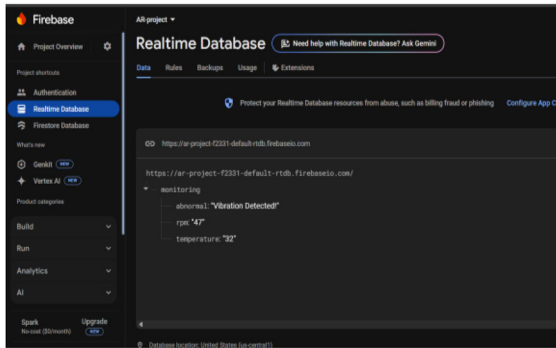 Firebase
Project Overview
Project shortcuts
Authentication
Realtime Database
Firestore Database
What's new
Genkit NEW
Vertex AI NEW
Product categories
Build
Run
Analytics
AI
Spark
No-cost ($0/month)
Upgrade
NEW
AR-project
Realtime Database
Need help with Realtime Database? Ask Gemini
Data Rules Backups Usage Extensions
Protect your Realtime Database resources from abuse, such as billing fraud or phishing Configure App C
https://ar-project-f2331-default-rtdb.firebaseio.com
https://ar-project-f2331-default-rtdb.firebaseio.com/
monitoring
abnormal: "Vibration Detected!"
rpm: "47"
temperature: "32"
Database location: United States (us-central1)